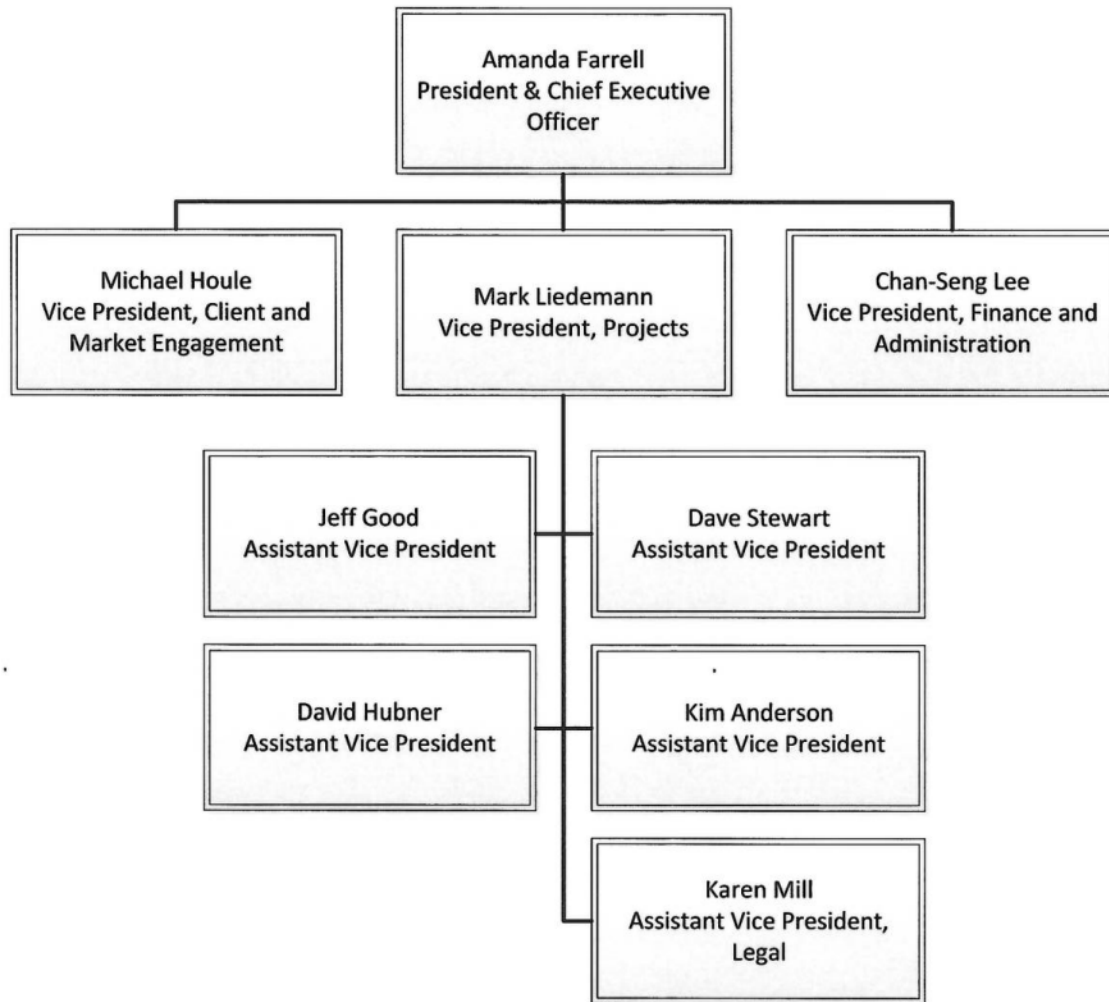 Amanda Farrell
President & Chief Executive
Officer
Michael Houle
Vice President, Client and
Market Engagement
Mark Liedemann
Vice President, Projects
Chan-Seng Lee
Vice President, Finance and
Administration
Jeff Good
Assistant Vice President
Dave Stewart
Assistant Vice President
David Hubner
Assistant Vice President
Kim Anderson
Assistant Vice President
Karen Mill
Assistant Vice President,
Legal